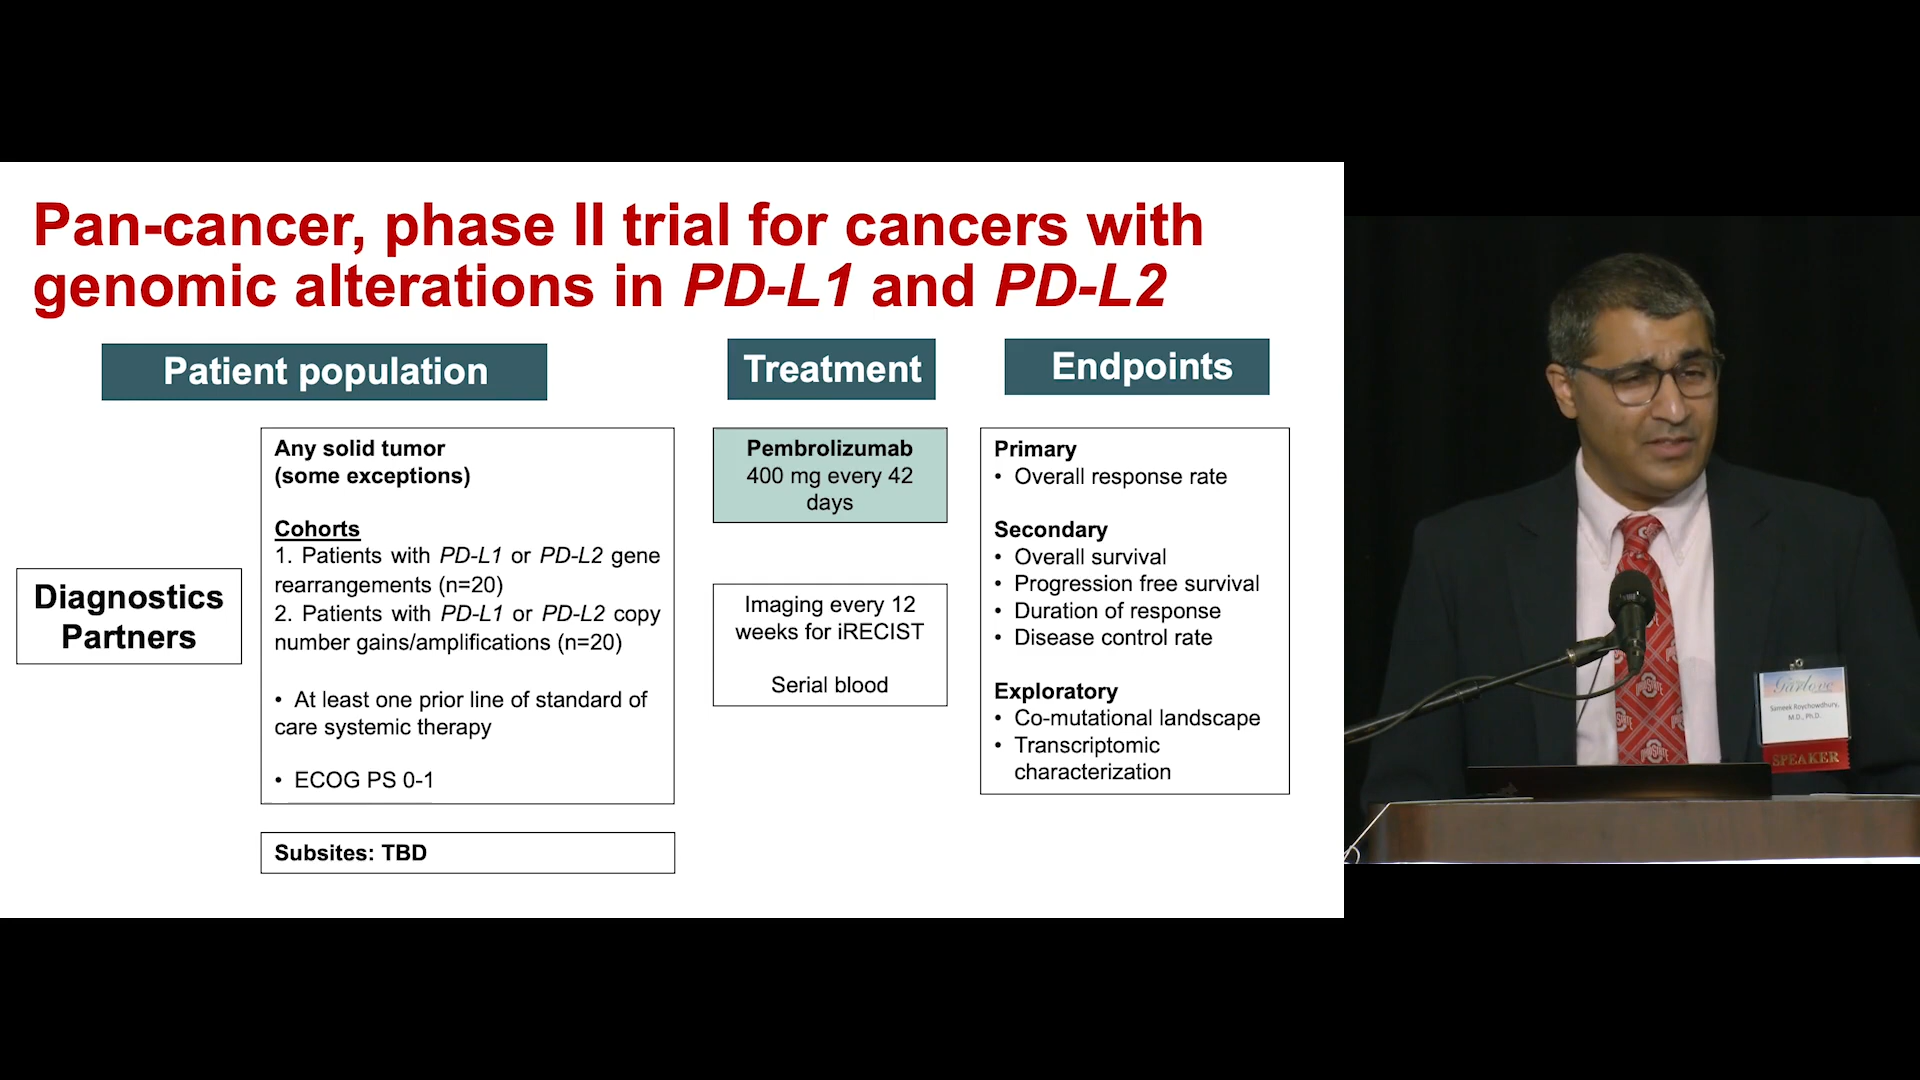 Pan-cancer, phase II trial for cancers with
genomic alterations in PD-L1 and PD-L2
Patient population
Treatment
Endpoints
Diagnostics
Partners
Any solid tumor
(some exceptions)
Cohorts
1. Patients with PD-L1 or PD-L2 gene
rearrangements (n=20)
2. Patients with PD-L1 or PD-L2 copy
number gains/amplifications (n=20)
• At least one prior line of standard of
care systemic therapy
• ECOG PS 0-1
Subsites: TBD
Pembrolizumab
400 mg every 42
days
Imaging every 12
weeks for iRECIST
Serial blood
Primary
• Overall response rate
Secondary
• Overall survival
• Progression free survival
• Duration of response
• Disease control rate
Exploratory
• Co-mutational landscape
• Transcriptomic
characterization
Garlove
Sameek Roychowdhury,
M.D., Ph.D.
SPEAKER